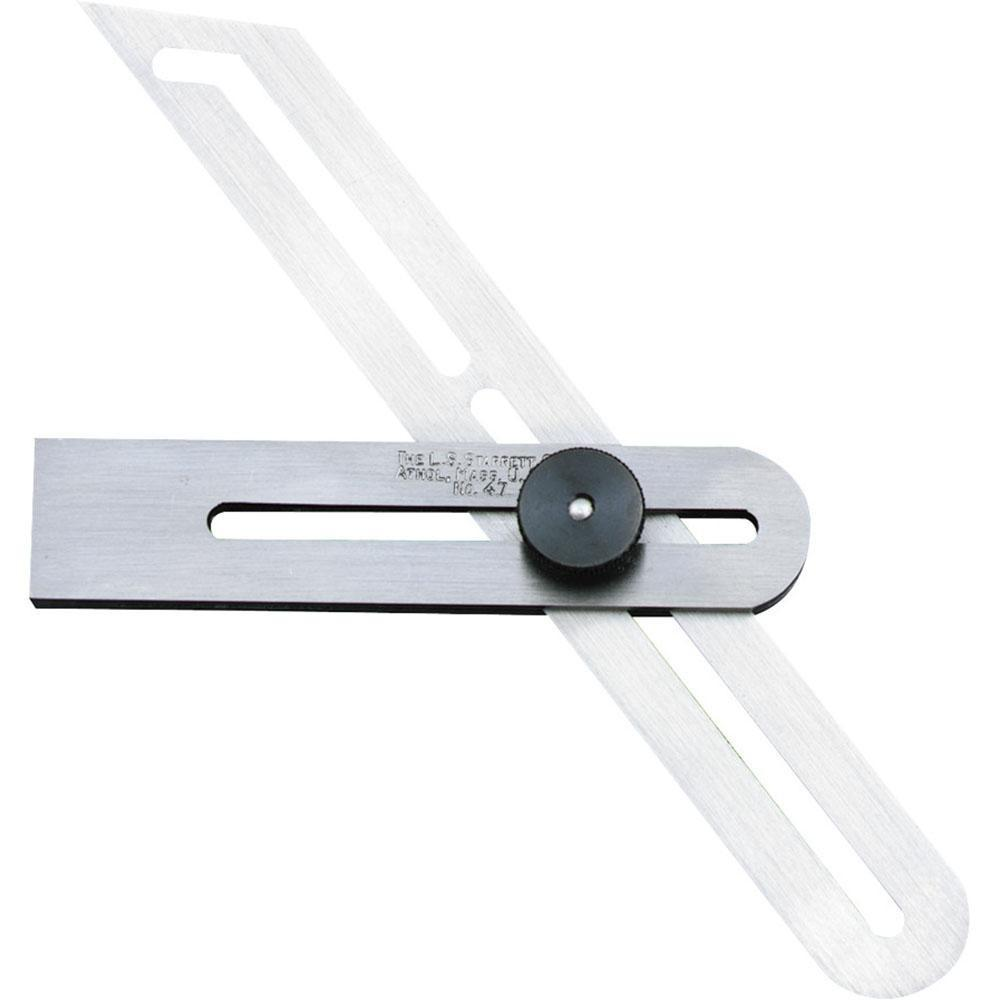 THE L. S. STARRETT
ATHOL, MASS. U.
NO. 47